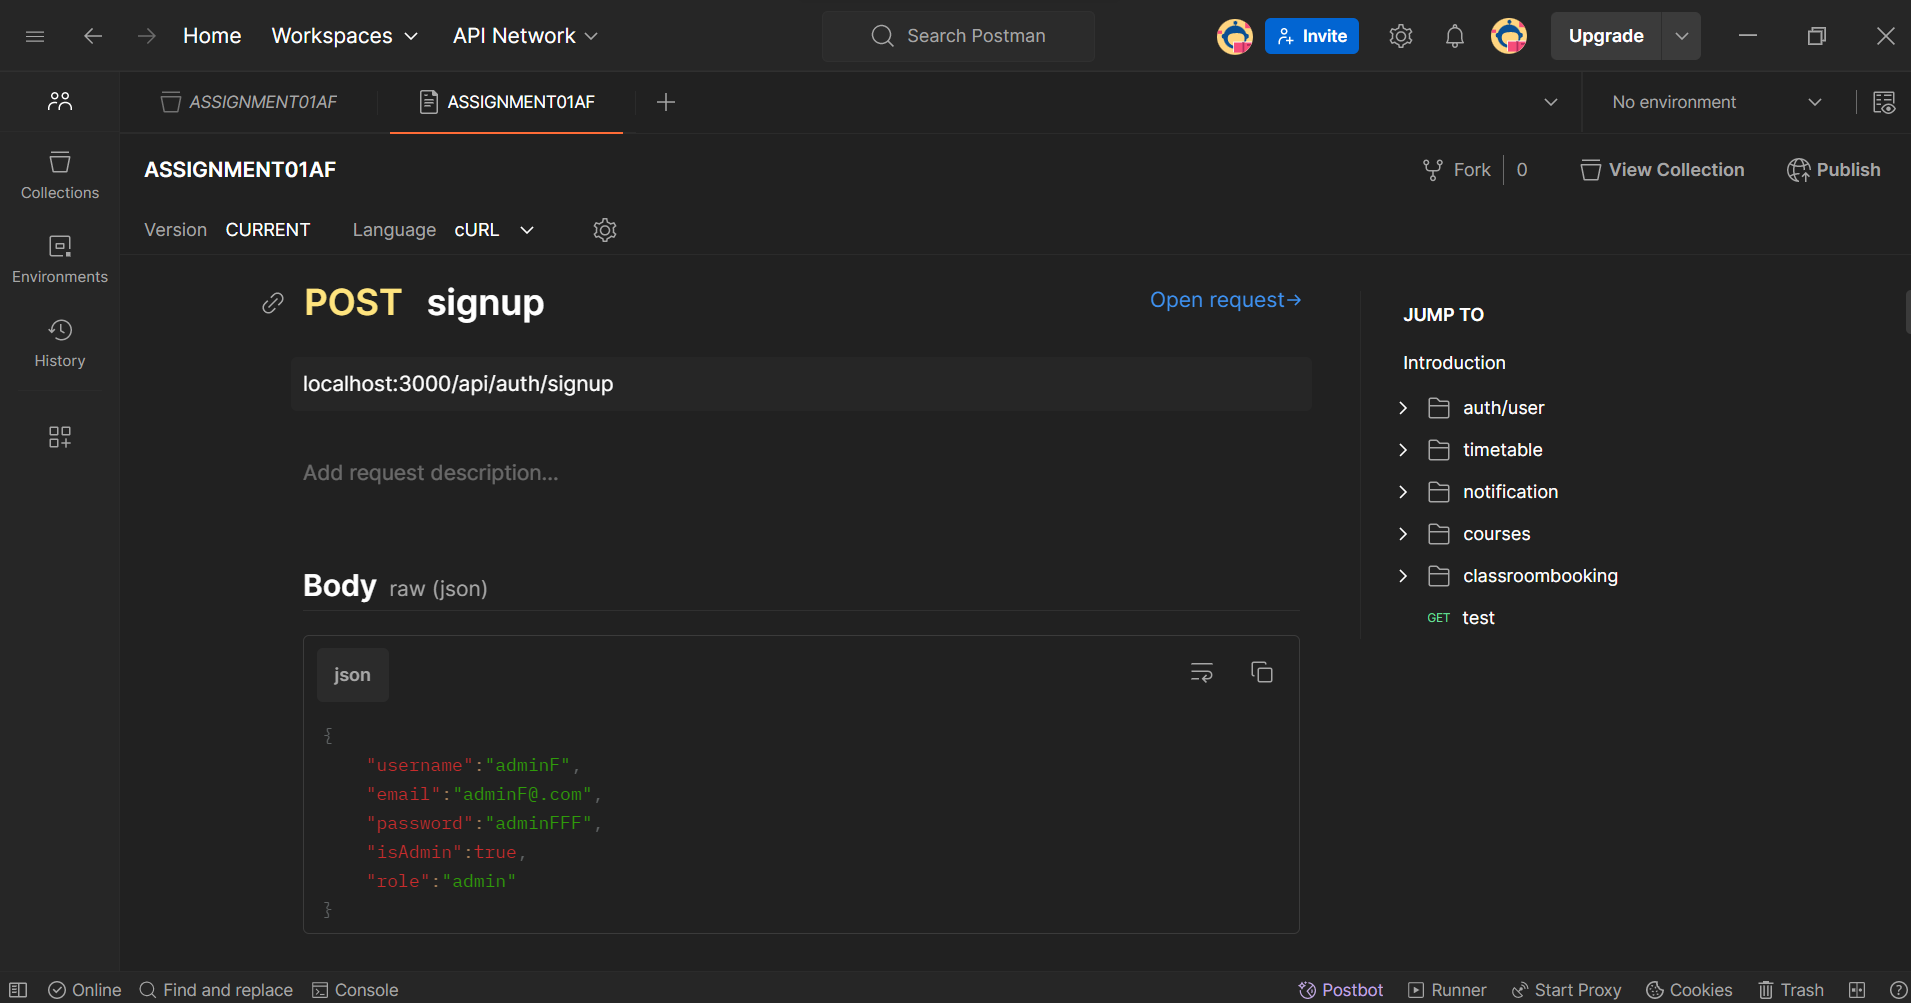 Home Workspaces API Network Search Postman Invite Upgrade
ASSIGNMENT01AF ASSIGNMENT01AF No environment
ASSIGNMENT01AF Fork 0 View Collection Publish
Collections
Version CURRENT Language cURL
Environments
History
POST signup Open request→
localhost:3000/api/auth/signup
Add request description...
Body raw (json)
json
{
"username":"adminF",
"email":"adminF@.com",
"password":"adminFFF",
"isAdmin":true,
"role":"admin"
}
JUMP TO
Introduction
auth/user
timetable
notification
courses
classroombooking
GET test
Online Find and replace Console Postbot Runner Start Proxy Cookies Trash